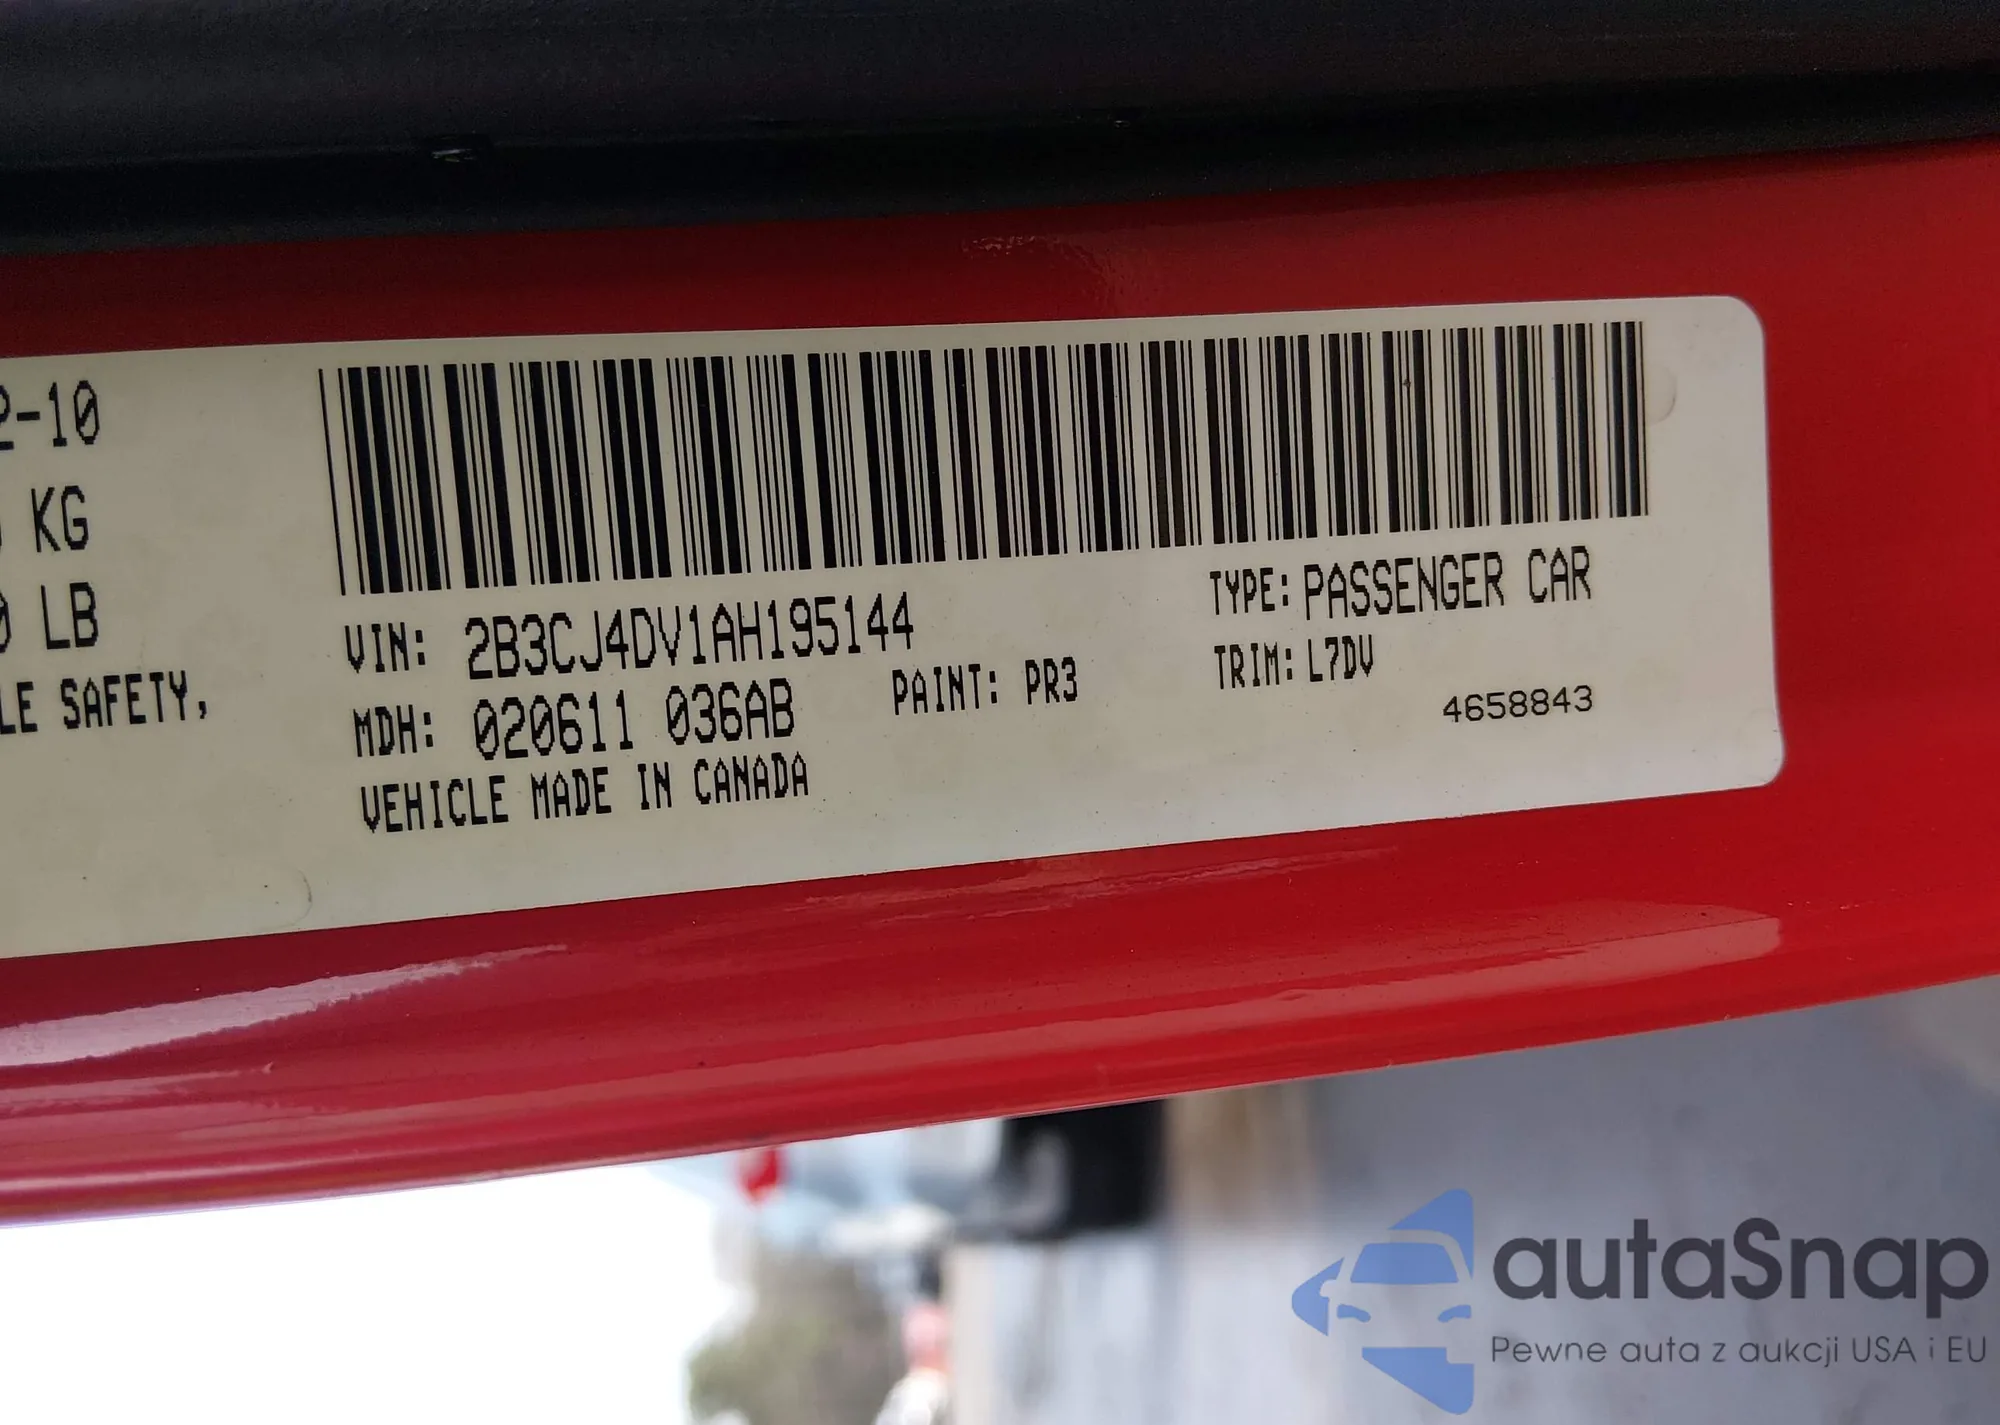 2-10
KG
0 LB
LE SAFETY,
VIN: 2B3CJ4DV1AH195144
TYPE: PASSENGER CAR
MDH: 020611 036AB
PAINT: PR3
TRIM: L7DV
4658843
VEHICLE MADE IN CANADA
autaSnap
Pewne auta z aukcji USA i EU